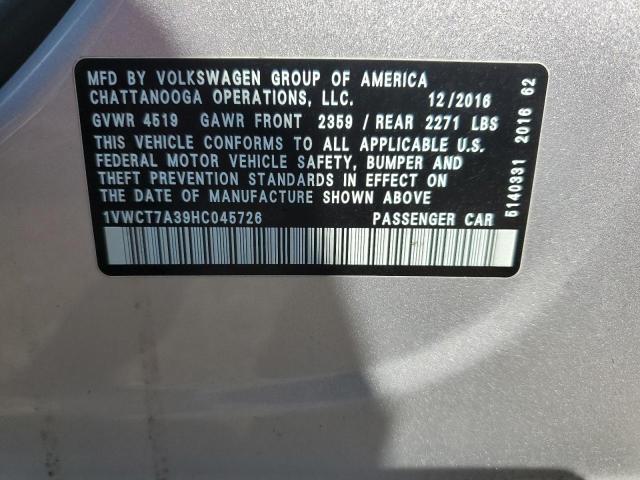 MFD BY VOLKSWAGEN GROUP OF AMERICA
CHATTANOOGA OPERATIONS, LLC. 12/2016
GVWR 4519 GAWR FRONT 2359 / REAR 2271 LBS
THIS VEHICLE CONFORMS TO ALL APPLICABLE U.S.
FEDERAL MOTOR VEHICLE SAFETY, BUMPER AND
THEFT PREVENTION STANDARDS IN EFFECT ON
THE DATE OF MANUFACTURE SHOWN ABOVE
1VWCT7A39HC045726 PASSENGER CAR
5140331 2016 62